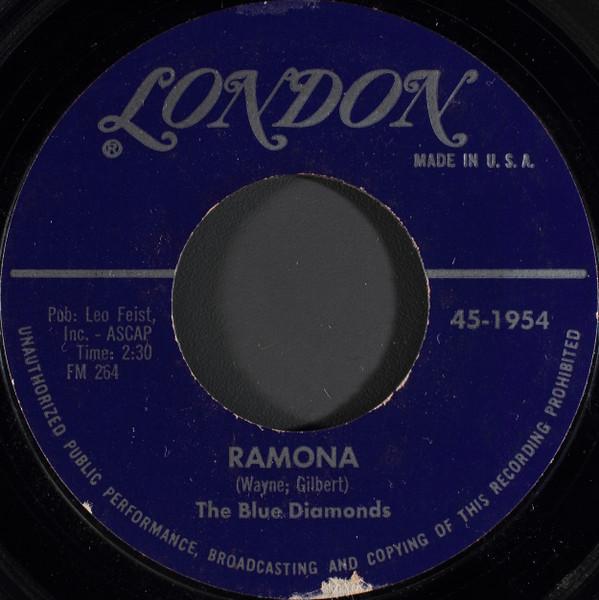 LONDON
®
MADE IN U.S.A.
Pub: Leo Feist,
Inc. - ASCAP
Time: 2:30
FM 264
45-1954
RAMONA
(Wayne; Gilbert)
The Blue Diamonds
UNAUTHORIZED PUBLIC PERFORMANCE, BROADCASTING AND COPYING OF THIS RECORDING PROHIBITED